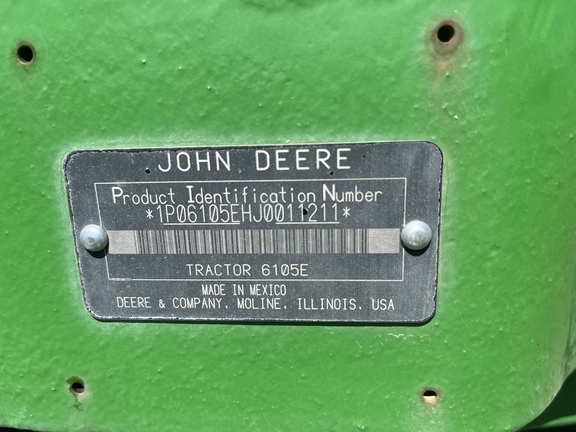 JOHN DEERE
Product Identification Number
*1P06105EHJ0011211*
TRACTOR 6105E
MADE IN MEXICO
DEERE & COMPANY, MOLINE, ILLINOIS, USA